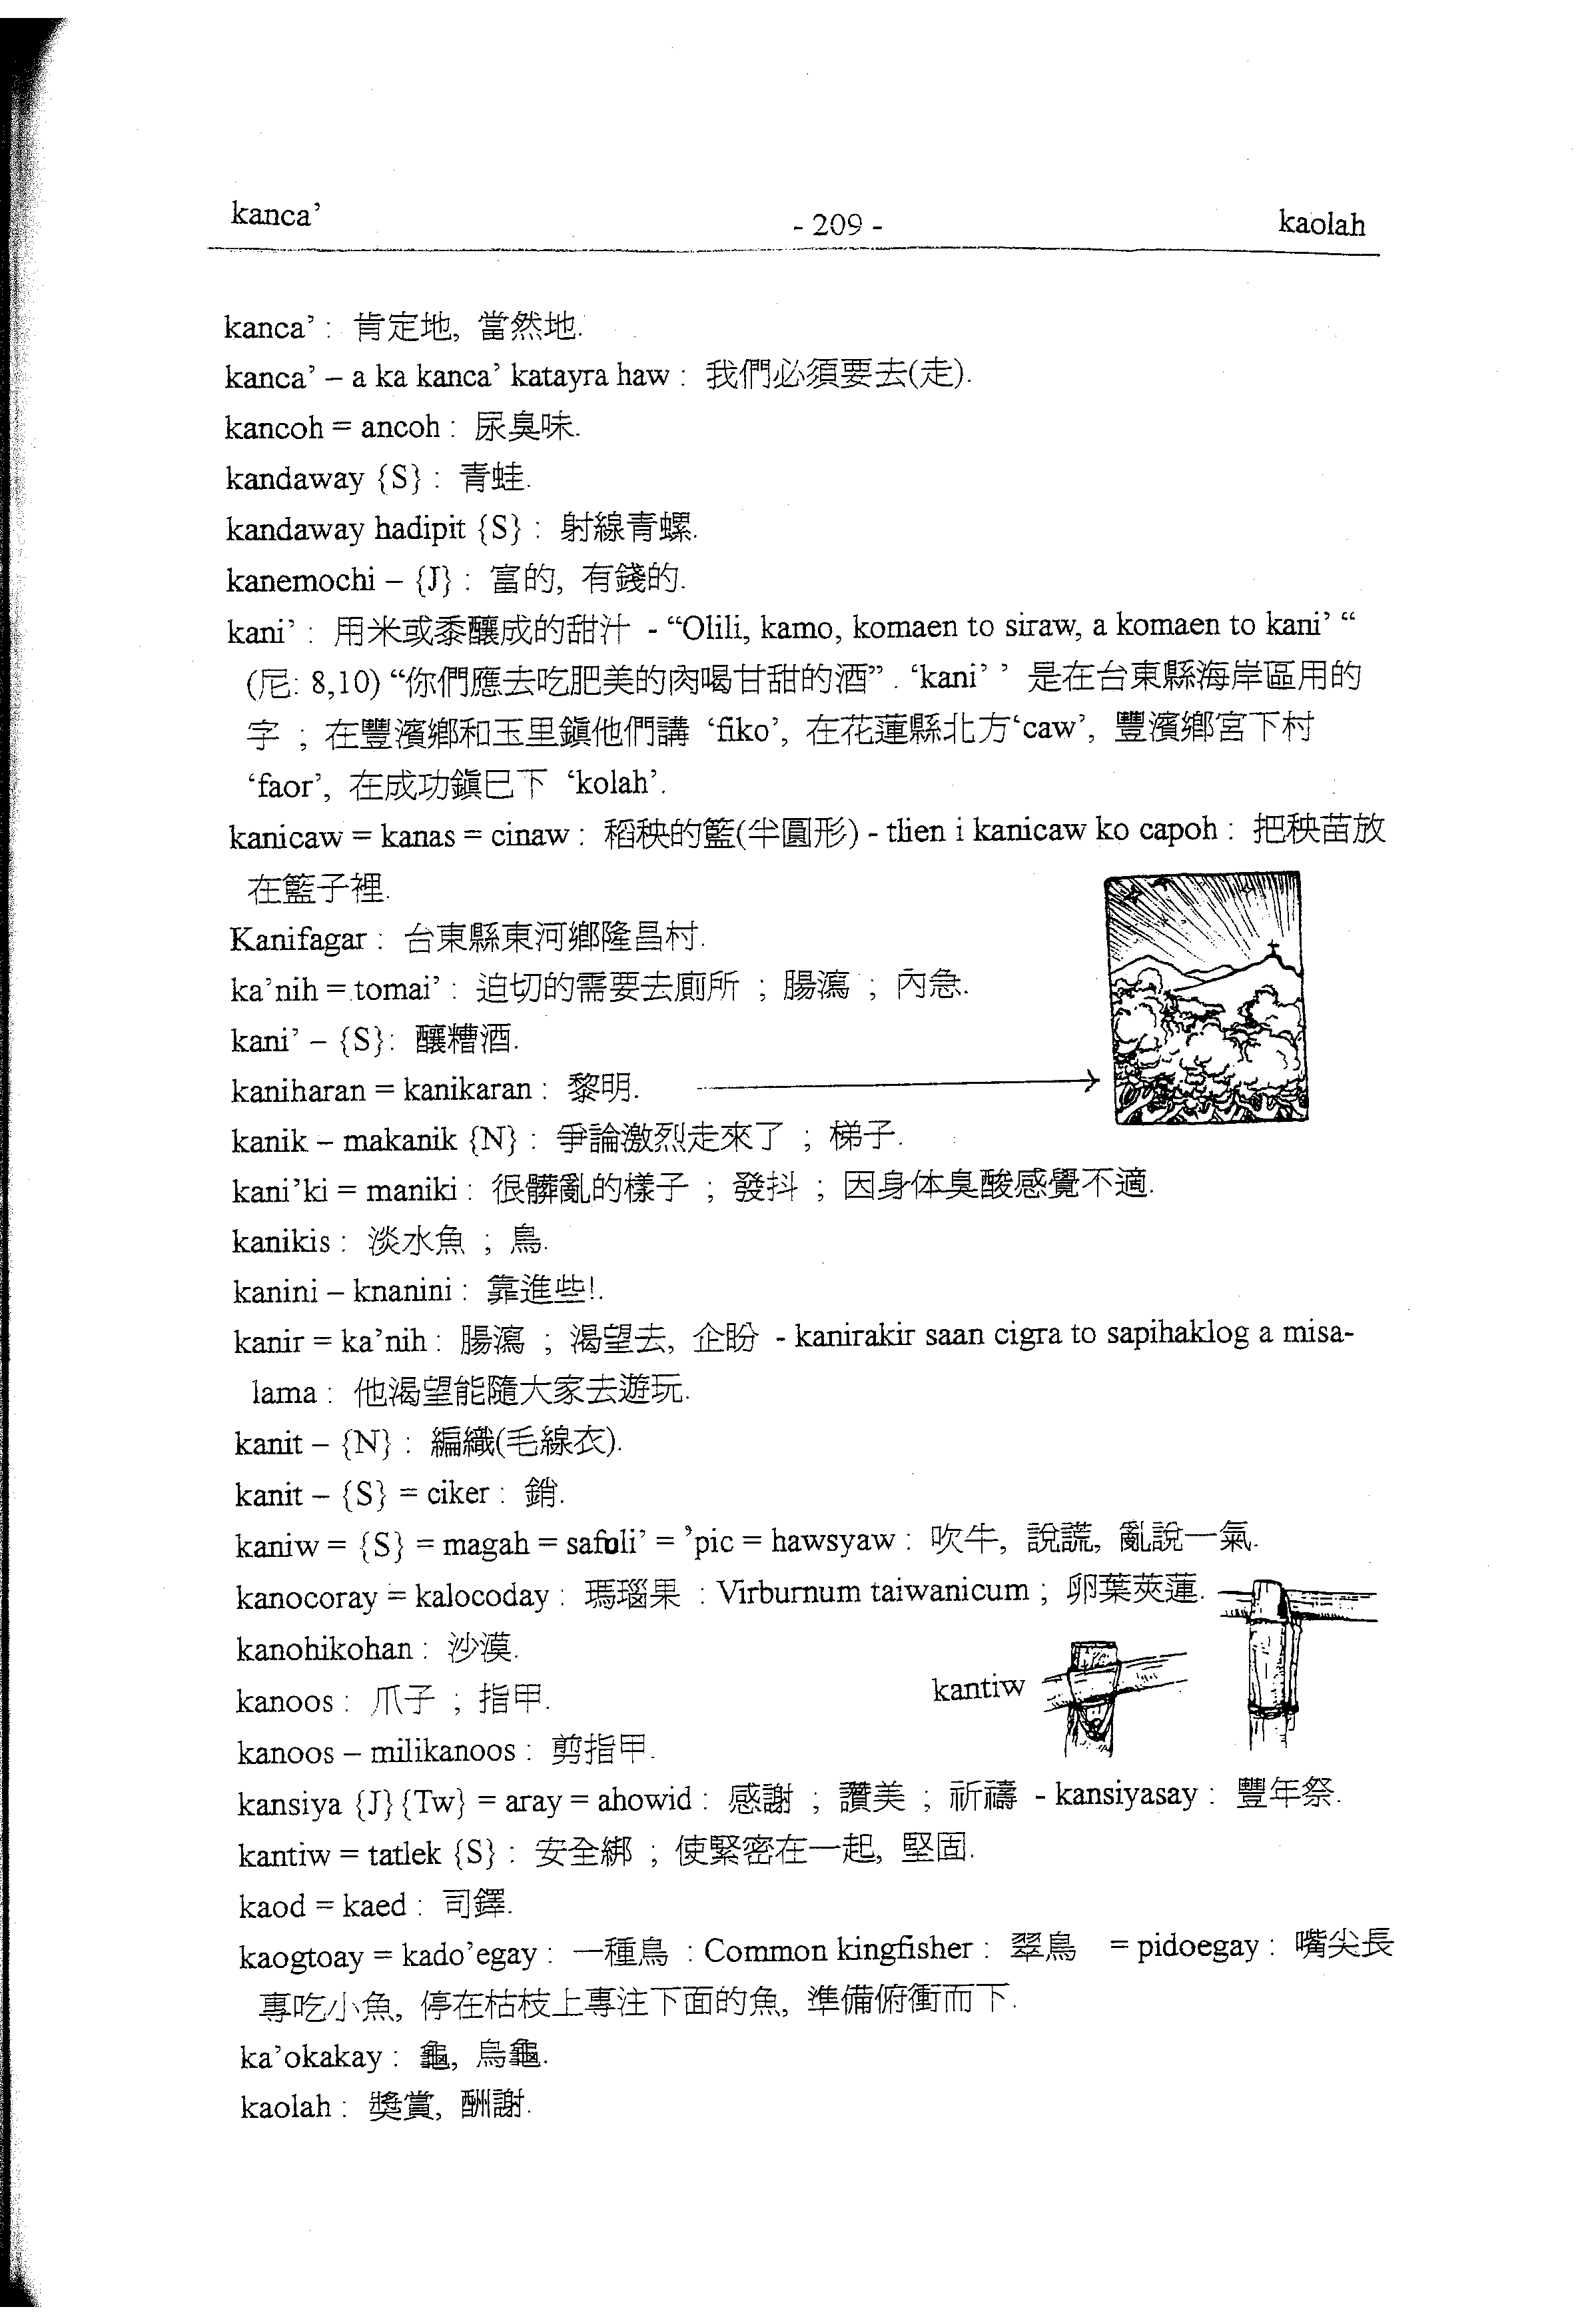 kanca’
- 209 -
kaolah
kanca’ : 肯定地, 當然地.
kanca’ – a ka kanca’ katayra haw : 我們必須要去(走).
kancoh = ancoh : 尿臭味.
kandaway {S} : 青蛙.
kandaway hadipit {S} : 射線青螺.
kanemochi – {J} : 富的, 有錢的.
kani’ : 用米或黍釀成的甜汁 - “Olili, kamo, komaen to siraw, a komaen to kani’ “
(尼: 8,10) “你們應去吃肥美的肉喝甘甜的酒” . ‘kani’ ’ 是在台東縣海岸區用的
字 ; 在豐濱鄉和玉里鎮他們講 ‘fiko’, 在花蓮縣北方‘caw’, 豐濱鄉宮下村
‘faor’, 在成功鎮巳下 ‘kolah’.
kanicaw = kanas = cinaw : 稻秧的籃(半圓形) - tlien i kanicaw ko capoh : 把秧苗放
在籃子裡.
Kanifagar : 台東縣東河鄉隆昌村.
ka’nih = tomai’ : 迫切的需要去廁所 ; 腸瀉 ; 內急.
kani’ – {S}: 釀糟酒.
kaniharan = kanikaran : 黎明.
kanik – makanik {N} : 爭論激烈走來了 ; 梯子.
kani’ki = maniki : 很髒亂的樣子 ; 發抖 ; 因身体臭酸感覺不適.
kanikis : 淡水魚 ; 鳥.
kanini – knanini : 靠進些!.
kanir = ka’nih : 腸瀉 ; 渴望去, 企盼 - kanirakir saan cigra to sapihaklog a misa-
lama : 他渴望能隨大家去遊玩.
kanit – {N} : 編織(毛線衣).
kanit – {S} = ciker : 銷.
kaniw = {S} = magah = safoli’ = ’pic = hawsyaw : 吹牛, 說謊, 亂說一氣.
kanocoray = kalocoday : 瑪瑙果 : Virburnum taiwanicum ; 卵葉莢蓮.
kanohikohan : 沙漠.
kanoos : 爪子 ; 指甲.
kantiw
kanoos – milikanoos : 剪指甲.
kansiya {J}{Tw} = aray = ahowid : 感謝 ; 讚美 ; 祈禱 - kansiyasay : 豐年祭.
kantiw = tatlek {S} : 安全綁 ; 使緊密在一起, 堅固.
kaod = kaed : 司鐸.
kaogtoay = kado’egay : 一種鳥 : Common kingfisher : 翠鳥 = pidoegay : 嘴尖長
專吃小魚, 停在枯枝上專注下面的魚, 準備俯衝而下.
ka’okakay : 龜, 烏龜.
kaolah : 獎賞, 酬謝.